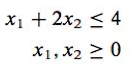 x₁ + 2x₂ ≤ 4
x₁, x₂ ≥ 0